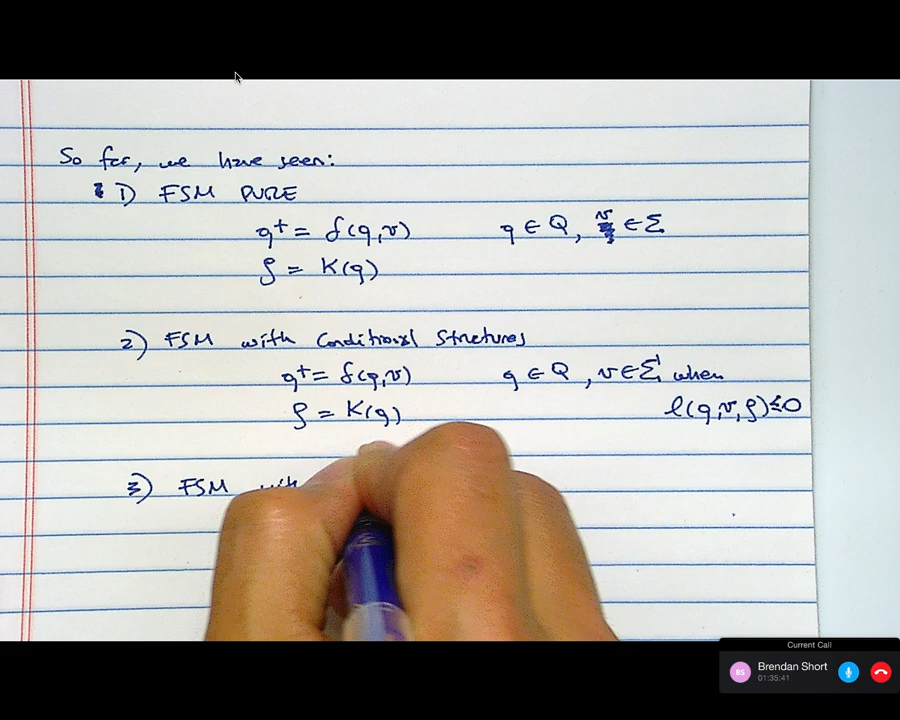 So far, we have seen:
1) FSM PURE
q⁺ = δ(q,v) q ∈ Q, v ∈ Σ
ζ = K(q)
2) FSM with Conditional Structures
q⁺ = δ(q,v) q ∈ Q, v ∈ Σ when
ζ = K(q) l(q,v,ζ) ≤ 0
3) FSM with
Current Call
BS Brendan Short
01:35:41